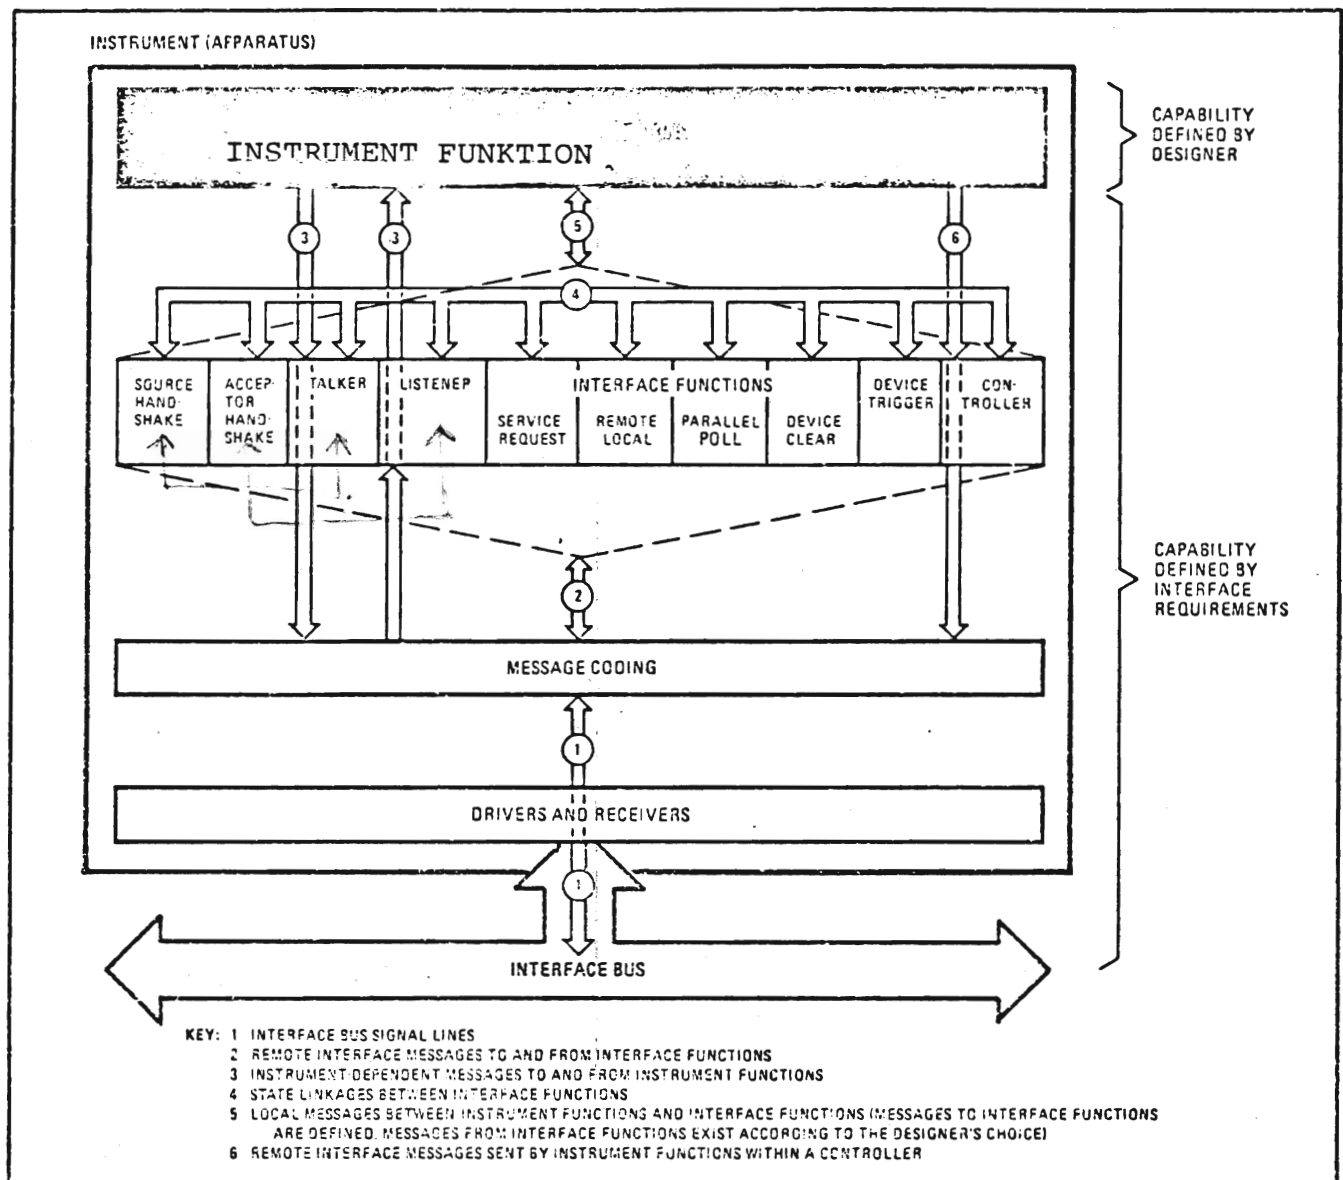 INSTRUMENT (APPARATUS)
INSTRUMENT FUNKTION
CAPABILITY
DEFINED BY
DESIGNER
3
3
5
6
4
SOURCE
HAND-
SHAKE
ACCEP-
TOR
HAND-
SHAKE
TALKER
LISTENER
INTERFACE FUNCTIONS
SERVICE
REQUEST
REMOTE
LOCAL
PARALLEL
POLL
DEVICE
CLEAR
DEVICE
TRIGGER
CON-
TROLLER
2
CAPABILITY
DEFINED BY
INTERFACE
REQUIREMENTS
MESSAGE CODING
1
DRIVERS AND RECEIVERS
1
INTERFACE BUS
KEY: 1 INTERFACE BUS SIGNAL LINES
2 REMOTE INTERFACE MESSAGES TO AND FROM INTERFACE FUNCTIONS
3 INSTRUMENT-DEPENDENT MESSAGES TO AND FROM INSTRUMENT FUNCTIONS
4 STATE LINKAGES BETWEEN INTERFACE FUNCTIONS
5 LOCAL MESSAGES BETWEEN INSTRUMENT FUNCTIONS AND INTERFACE FUNCTIONS (MESSAGES TO INTERFACE FUNCTIONS
ARE DEFINED, MESSAGES FROM INTERFACE FUNCTIONS EXIST ACCORDING TO THE DESIGNER'S CHOICE)
6 REMOTE INTERFACE MESSAGES SENT BY INSTRUMENT FUNCTIONS WITHIN A CONTROLLER